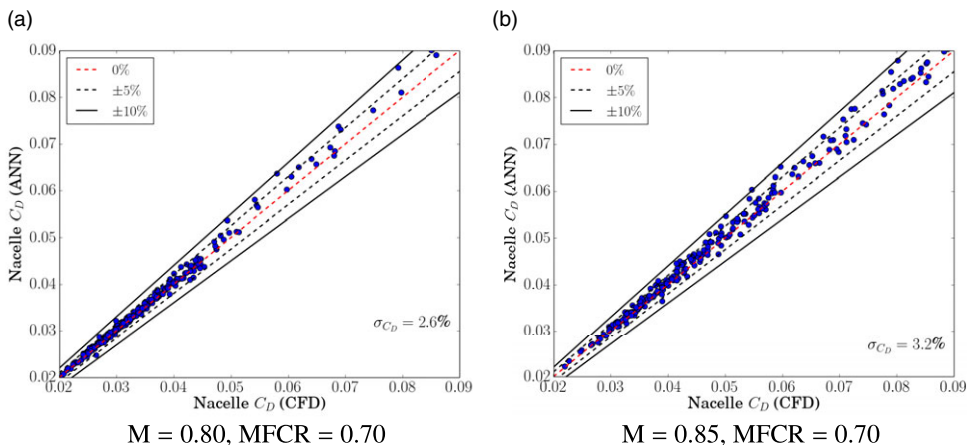 (a)
0.09
0.08
0.07
0.06
0.05
0.04
0.03
0.02
Nacelle C_D (ANN)
0%
±5%
±10%
σ_{C_D} = 2.6%
0.02 0.03 0.04 0.05 0.06 0.07 0.08 0.09
Nacelle C_D (CFD)
M = 0.80, MFCR = 0.70
(b)
0.09
0.08
0.07
0.06
0.05
0.04
0.03
0.02
Nacelle C_D (ANN)
0%
±5%
±10%
σ_{C_D} = 3.2%
0.02 0.03 0.04 0.05 0.06 0.07 0.08 0.09
Nacelle C_D (CFD)
M = 0.85, MFCR = 0.70